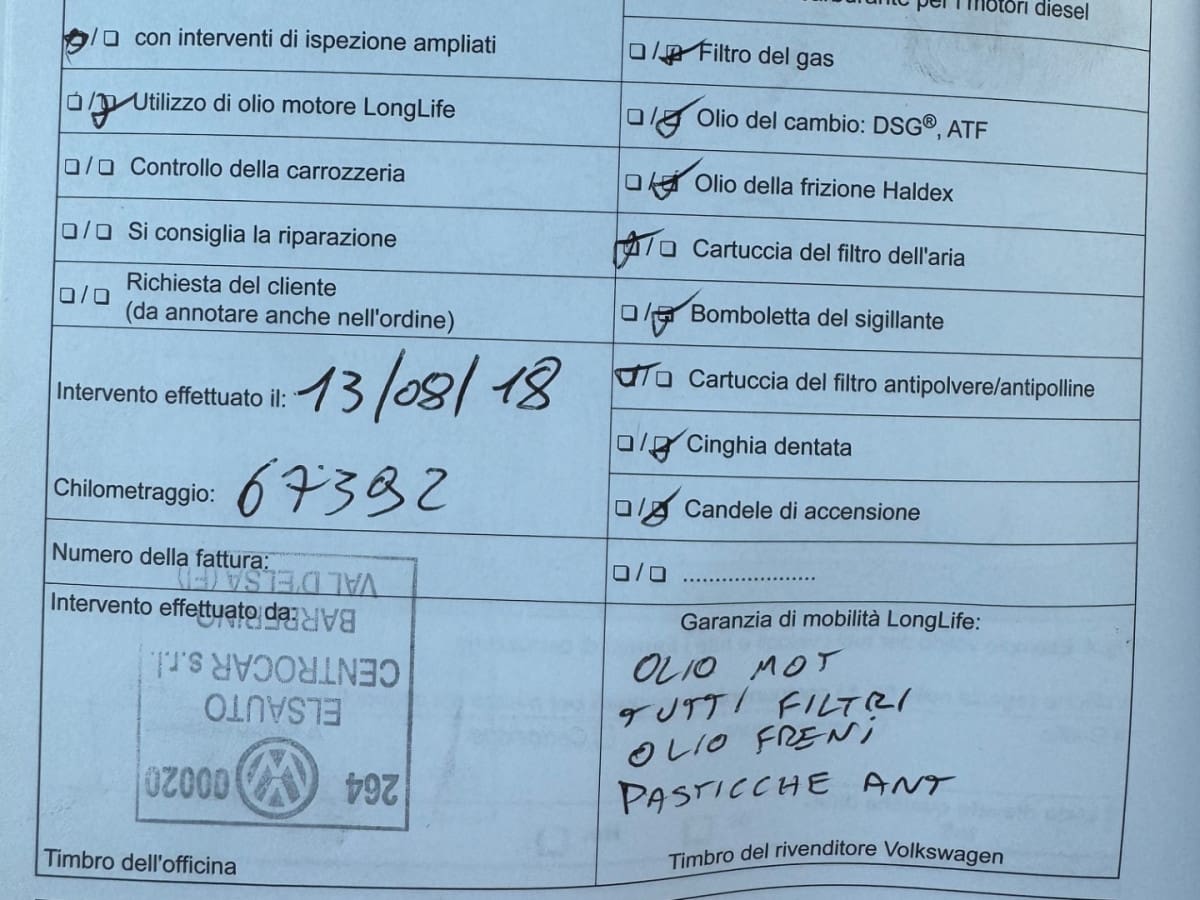 con interventi di ispezione ampliati
Utilizzo di olio motore LongLife
Controllo della carrozzeria
Si consiglia la riparazione
Richiesta del cliente
(da annotare anche nell'ordine)
Intervento effettuato il: 13/08/18
Chilometraggio: 67392
Numero della fattura:
Intervento effettuato da:
VAL D'ELSA (FI)
BARBERINO
CENTROCAR s.r.l.
ELSAUTO
264 00020
Timbro dell'officina
per i motori diesel
Filtro del gas
Olio del cambio: DSG®, ATF
Olio della frizione Haldex
Cartuccia del filtro dell'aria
Bomboletta del sigillante
Cartuccia del filtro antipolvere/antipolline
Cinghia dentata
Candele di accensione
......................
Garanzia di mobilità LongLife:
OLIO MOT
TUTTI FILTRI
OLIO FRENI
PASTICCHE ANT
Timbro del rivenditore Volkswagen